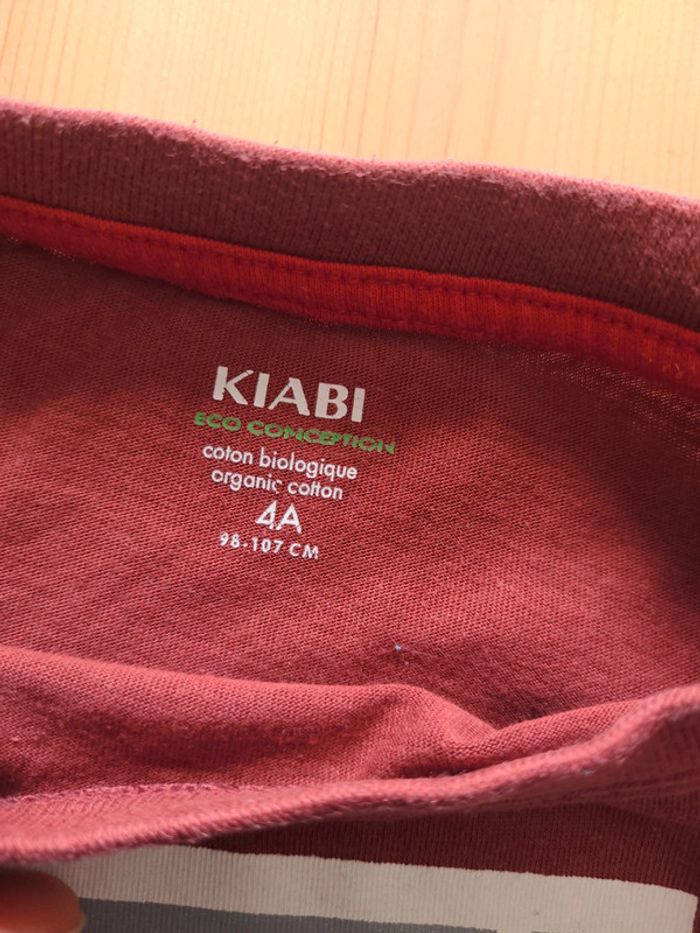 KIABI
ECO CONCEPTION
coton biologique
organic cotton
4A
98-107 CM